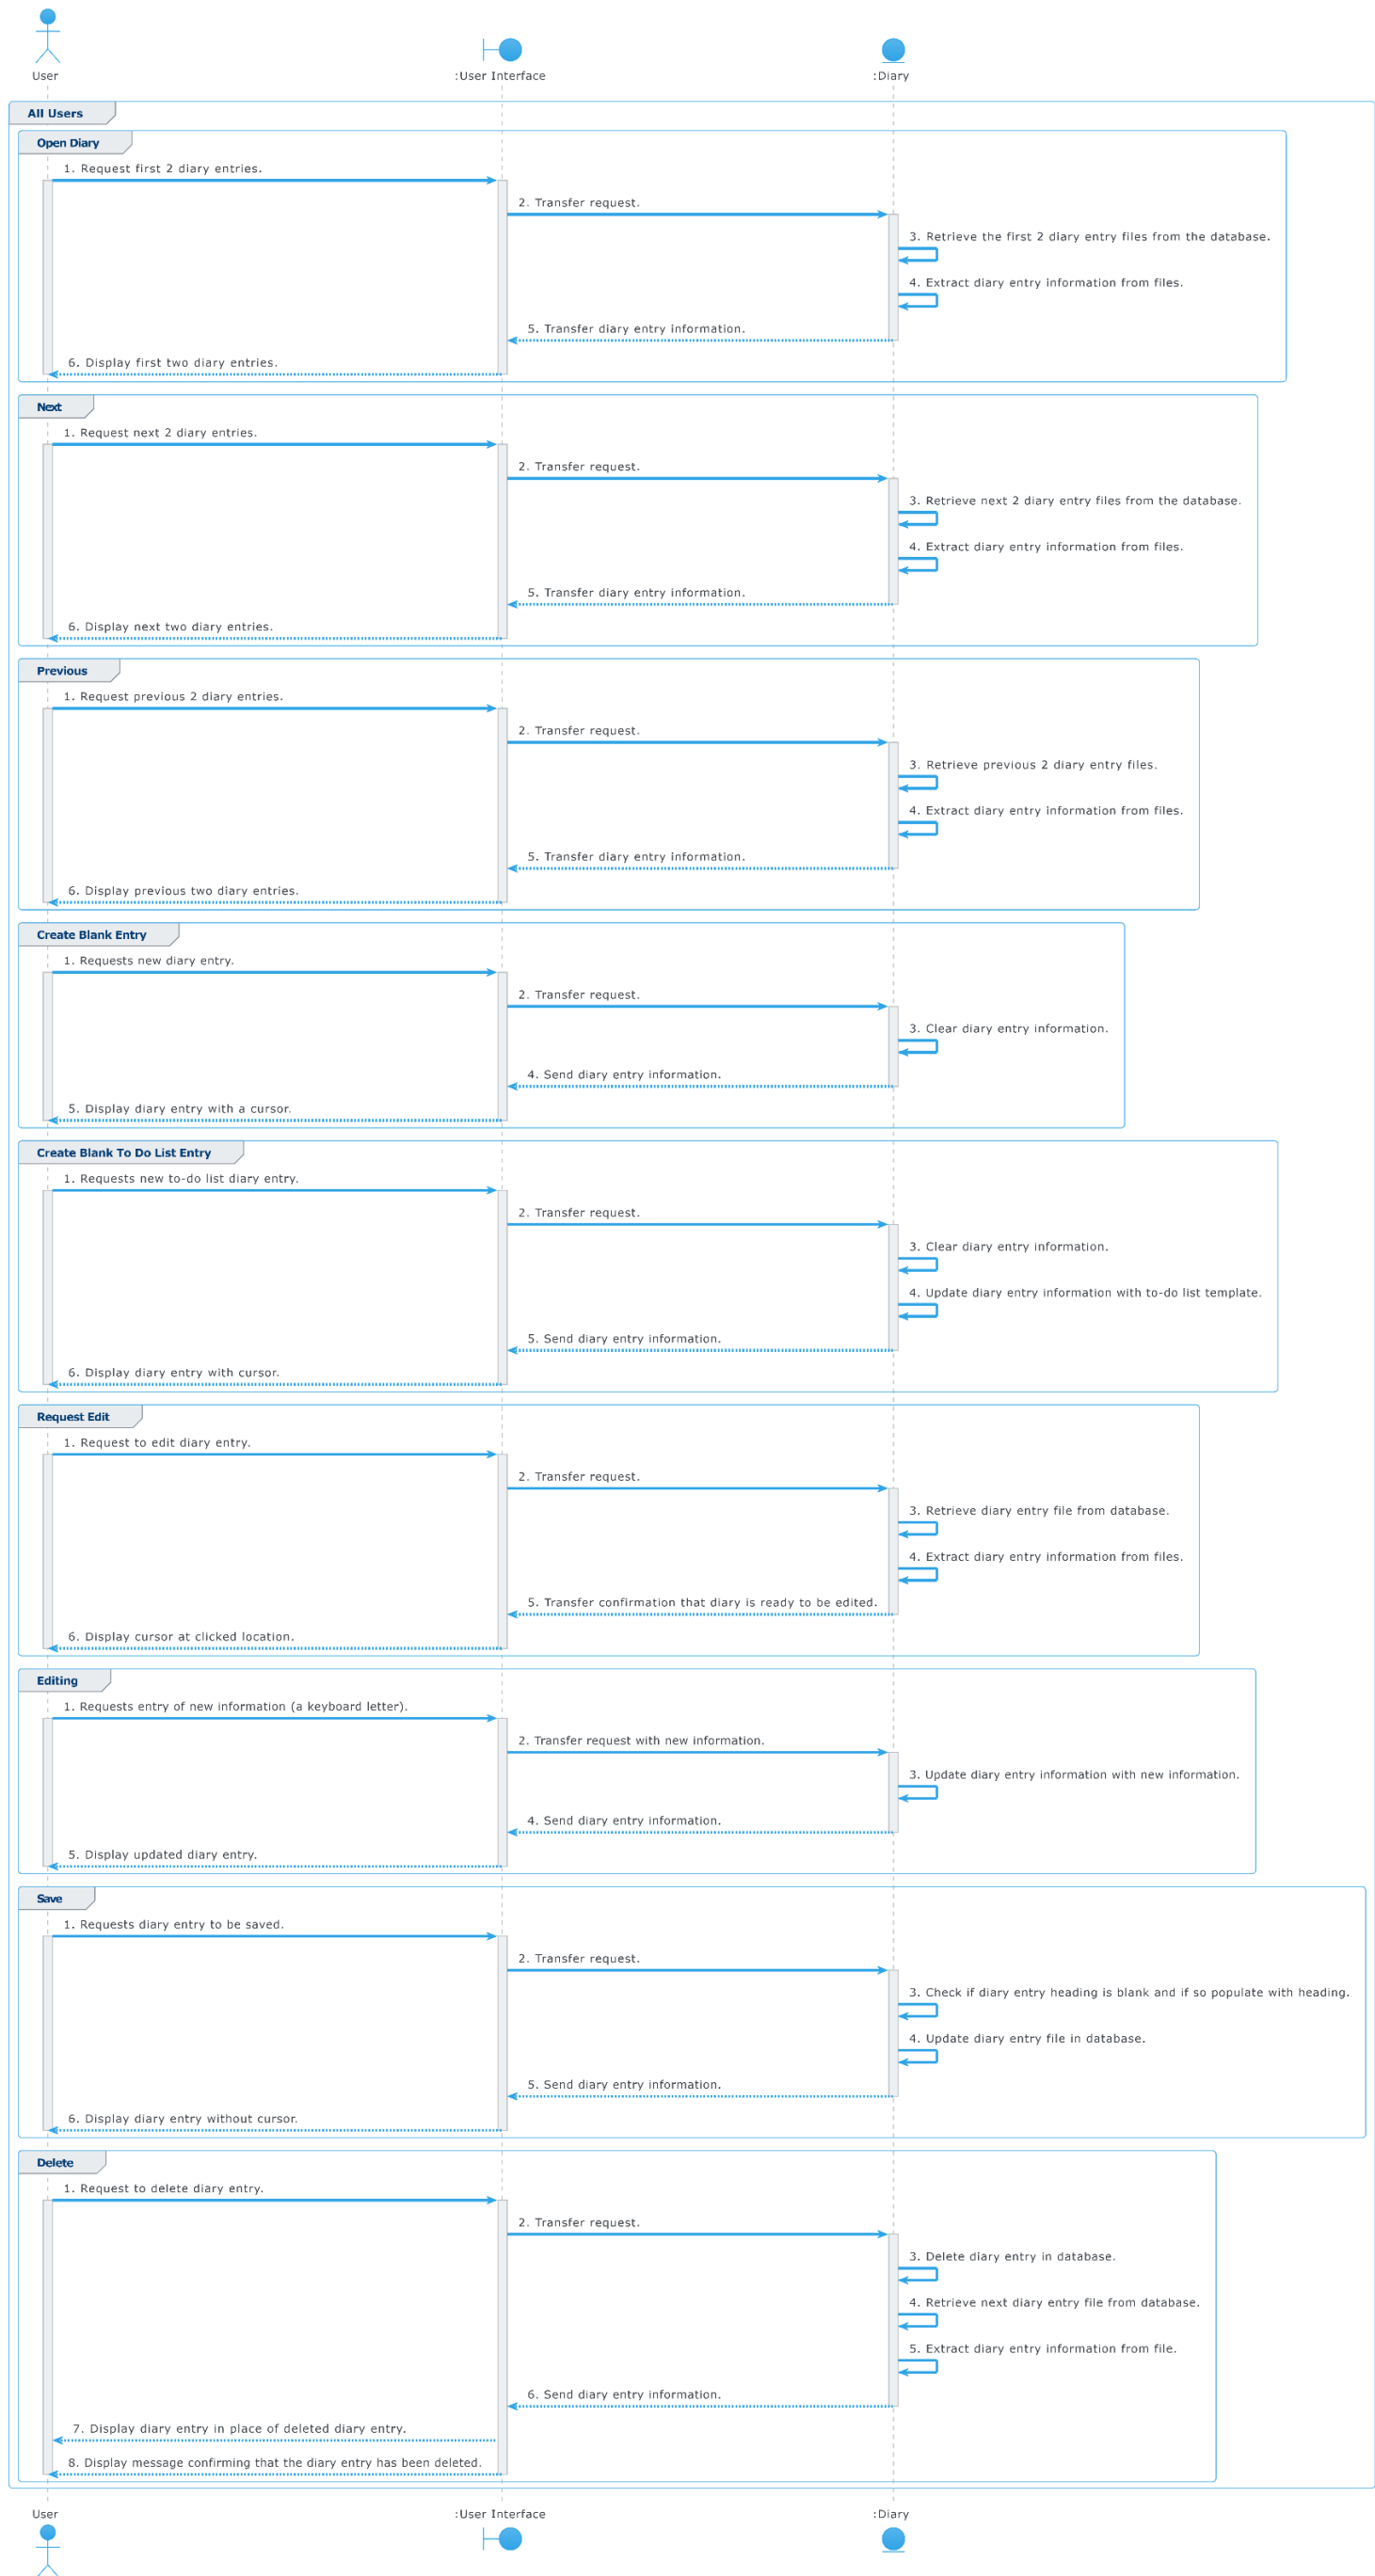 User
:User Interface
:Diary
All Users
Open Diary
1. Request first 2 diary entries.
2. Transfer request.
3. Retrieve the first 2 diary entry files from the database.
4. Extract diary entry information from files.
5. Transfer diary entry information.
6. Display first two diary entries.
Next
1. Request next 2 diary entries.
2. Transfer request.
3. Retrieve next 2 diary entry files from the database.
4. Extract diary entry information from files.
5. Transfer diary entry information.
6. Display next two diary entries.
Previous
1. Request previous 2 diary entries.
2. Transfer request.
3. Retrieve previous 2 diary entry files.
4. Extract diary entry information from files.
5. Transfer diary entry information.
6. Display previous two diary entries.
Create Blank Entry
1. Requests new diary entry.
2. Transfer request.
3. Clear diary entry information.
4. Send diary entry information.
5. Display diary entry with a cursor.
Create Blank To Do List Entry
1. Requests new to-do list diary entry.
2. Transfer request.
3. Clear diary entry information.
4. Update diary entry information with to-do list template.
5. Send diary entry information.
6. Display diary entry with cursor.
Request Edit
1. Request to edit diary entry.
2. Transfer request.
3. Retrieve diary entry file from database.
4. Extract diary entry information from files.
5. Transfer confirmation that diary is ready to be edited.
6. Display cursor at clicked location.
Editing
1. Requests entry of new information (a keyboard letter).
2. Transfer request with new information.
3. Update diary entry information with new information.
4. Send diary entry information.
5. Display updated diary entry.
Save
1. Requests diary entry to be saved.
2. Transfer request.
3. Check if diary entry heading is blank and if so populate with heading.
4. Update diary entry file in database.
5. Send diary entry information.
6. Display diary entry without cursor.
Delete
1. Request to delete diary entry.
2. Transfer request.
3. Delete diary entry in database.
4. Retrieve next diary entry file from database.
5. Extract diary entry information from file.
6. Send diary entry information.
7. Display diary entry in place of deleted diary entry.
8. Display message confirming that the diary entry has been deleted.
User
:User Interface
:Diary